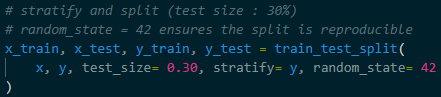 # stratify and split (test size : 30%)
# random_state = 42 ensures the split is reproducible
x_train, x_test, y_train, y_test = train_test_split(
    x, y, test_size= 0.30, stratify= y, random_state= 42
)